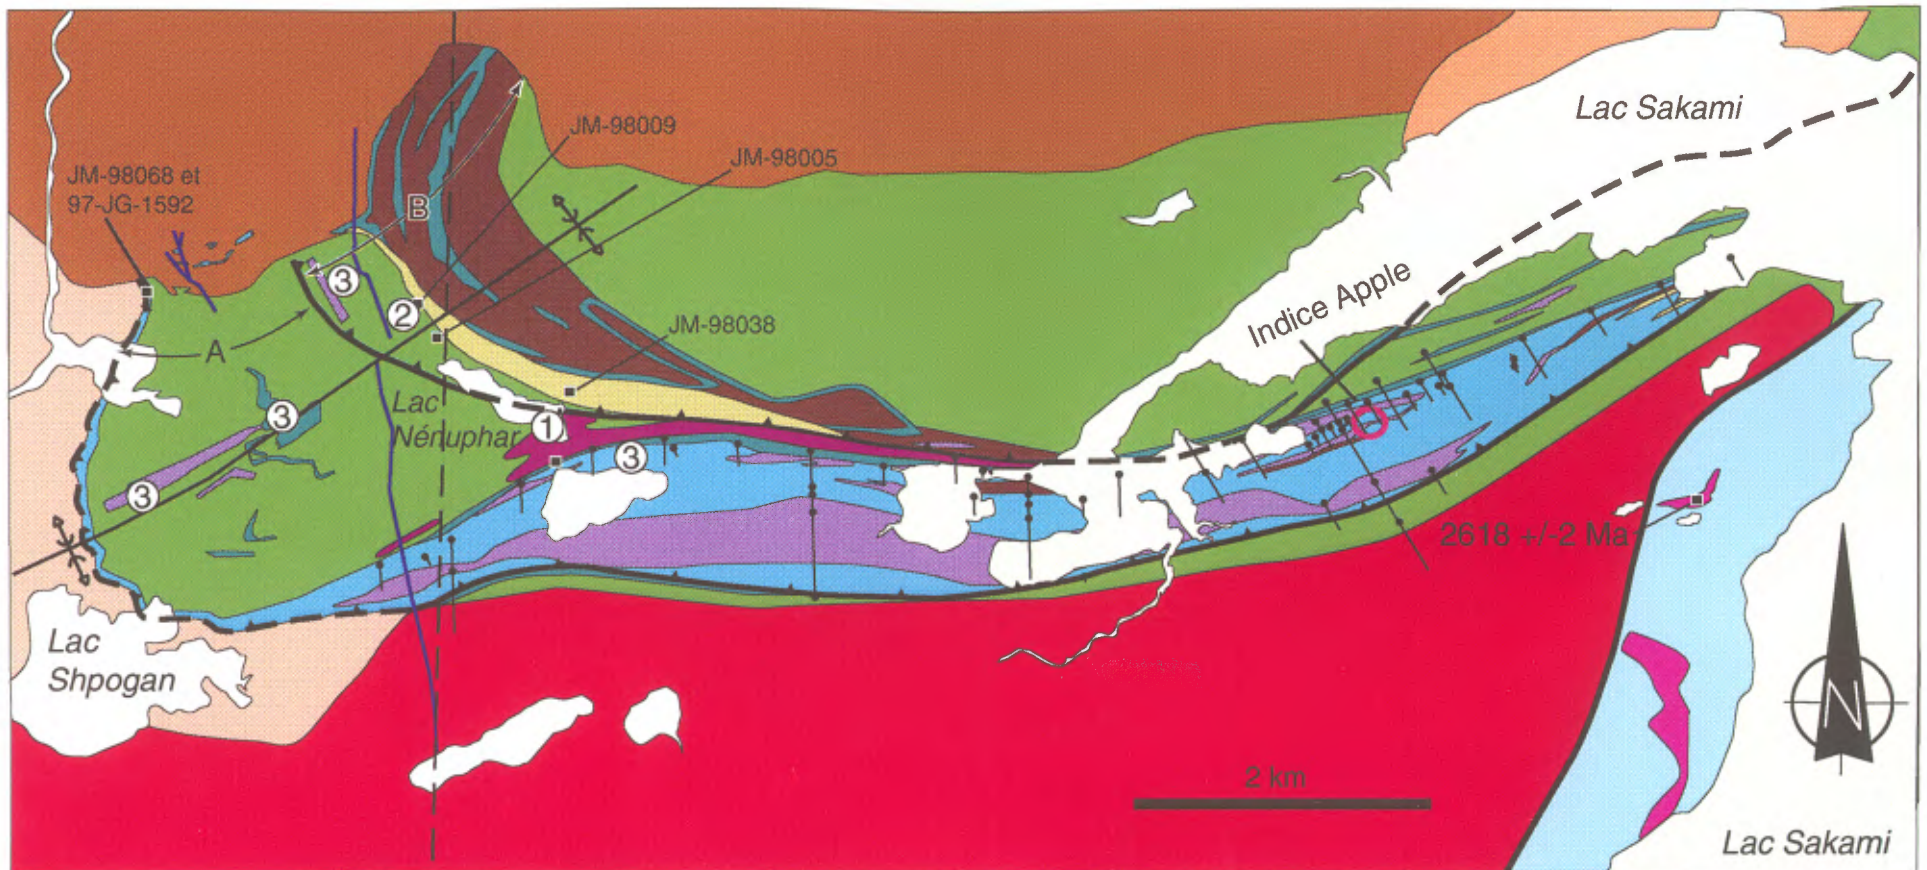 Lac Sakami
JM-98009
JM-98005
JM-98068 et
97-JG-1592
B
3
2
Indice Apple
JM-98038
A
Lac
Nénuphar
3
1
3
3
2618 +/-2 Ma
Lac
Shpogan
N
2 km
Lac Sakami